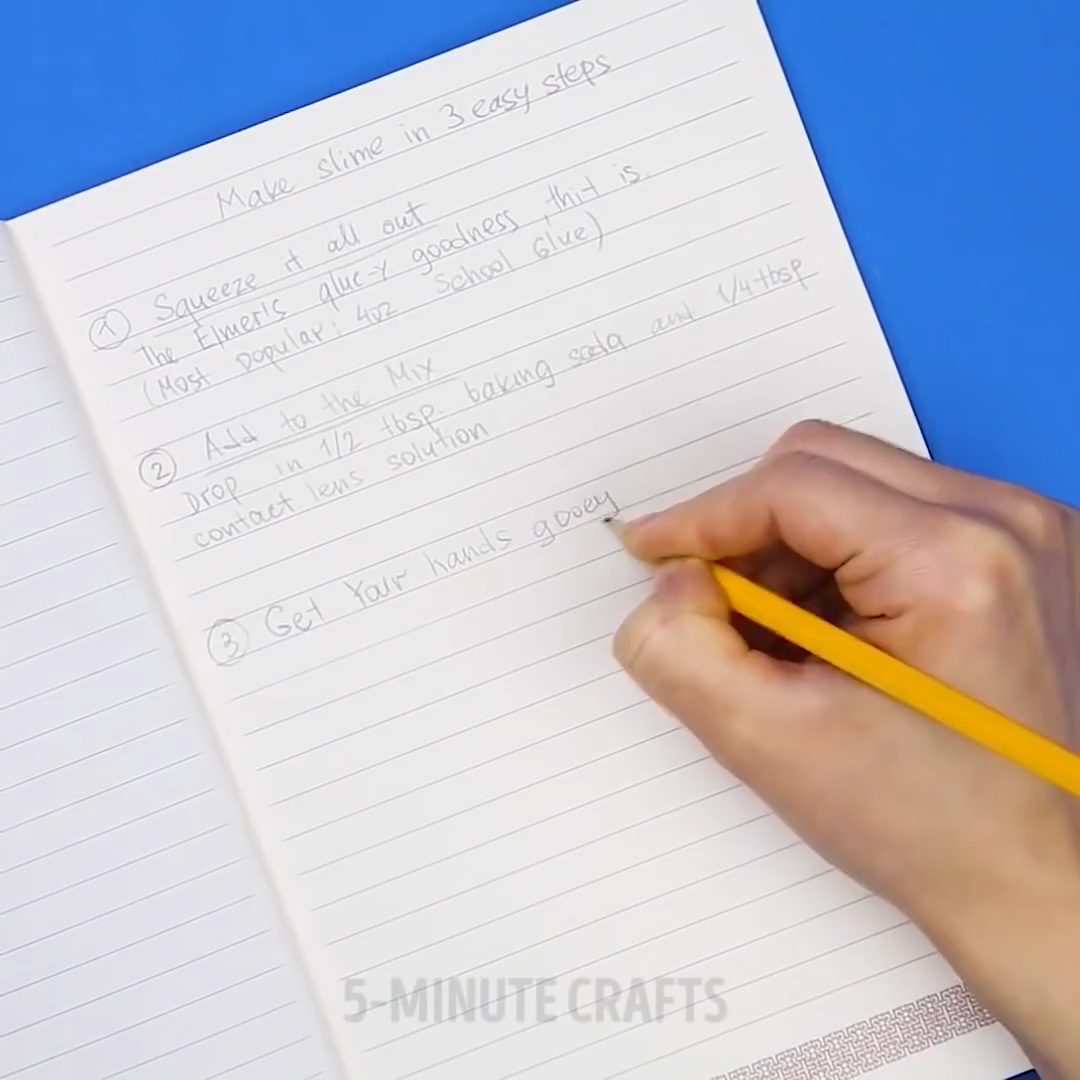 Make slime in 3 easy steps
1 Squeeze it all out
The Elmer's glue-y goodness, that is.
(Most popular: 4oz School Glue)
2 Add to the Mix
Drop in 1/2 tbsp. baking soda and 1/4 tbsp
contact lens solution
3 Get Your hands gooey
5-MINUTE CRAFTS